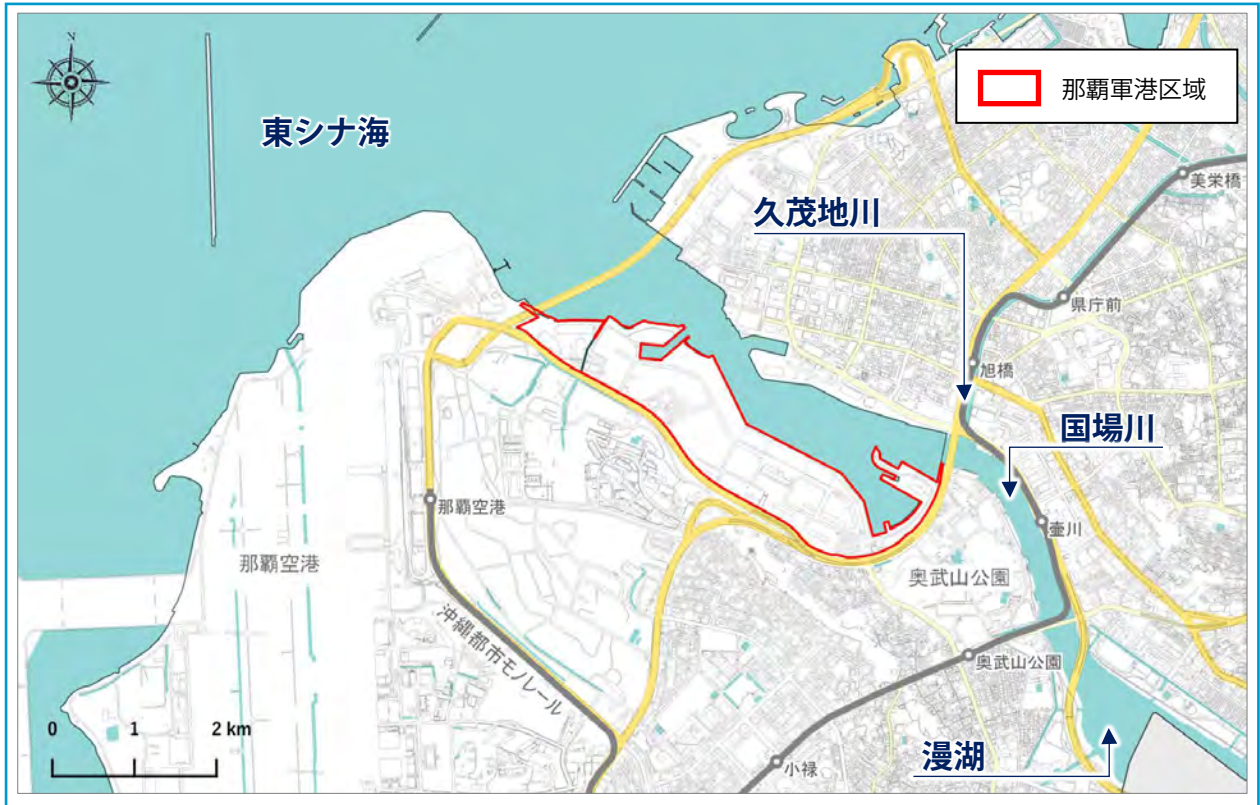 N
那覇軍港区域
東シナ海
美栄橋
久茂地川
県庁前
旭橋
国場川
那覇空港
壷川
那覇空港
奥武山公園
沖縄都市モノレール
奥武山公園
0 1 2 km
小禄
漫湖